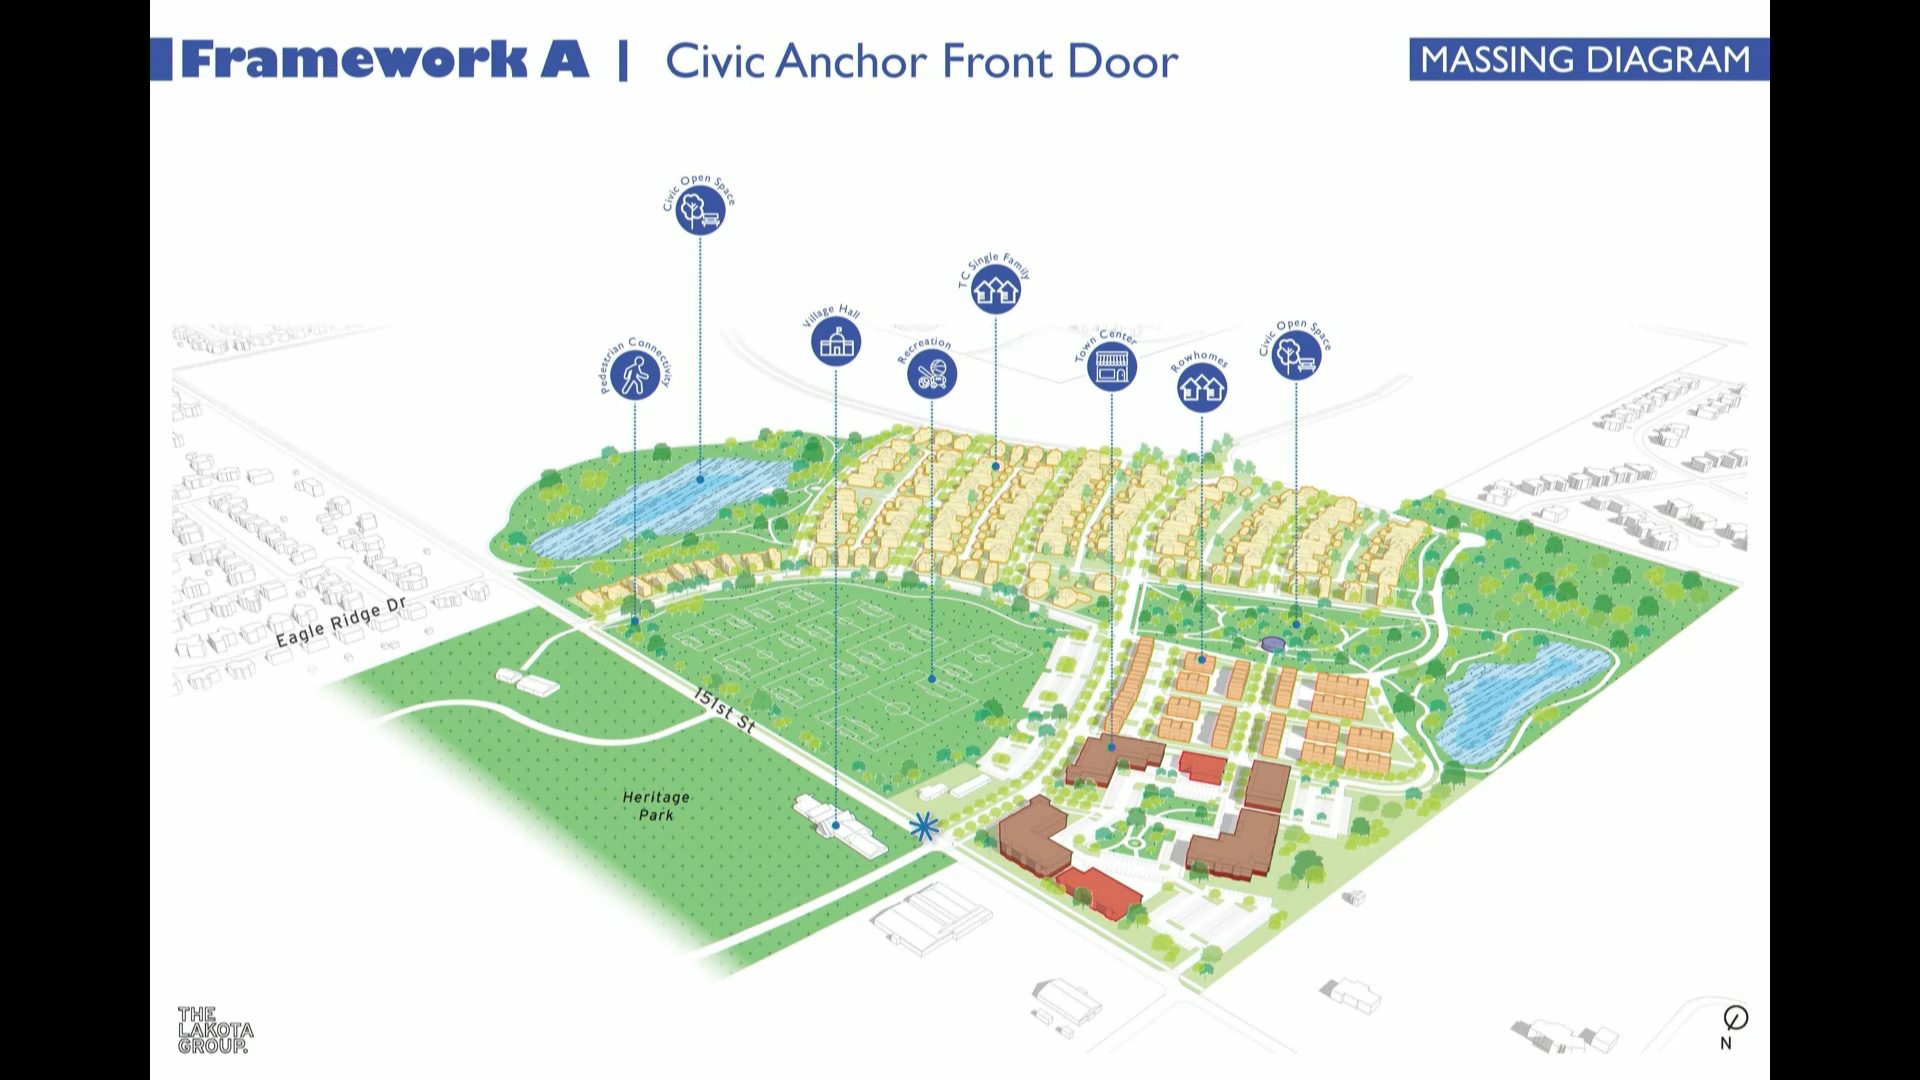 Framework A | Civic Anchor Front Door
MASSING DIAGRAM
Civic Open Space
TC Single Family
Village Hall
Recreation
Pedestrian Connectivity
Town Center
Rowhomes
Civic Open Space
Eagle Ridge Dr
151st St
Heritage
Park
THE
LAKOTA
GROUP.
N